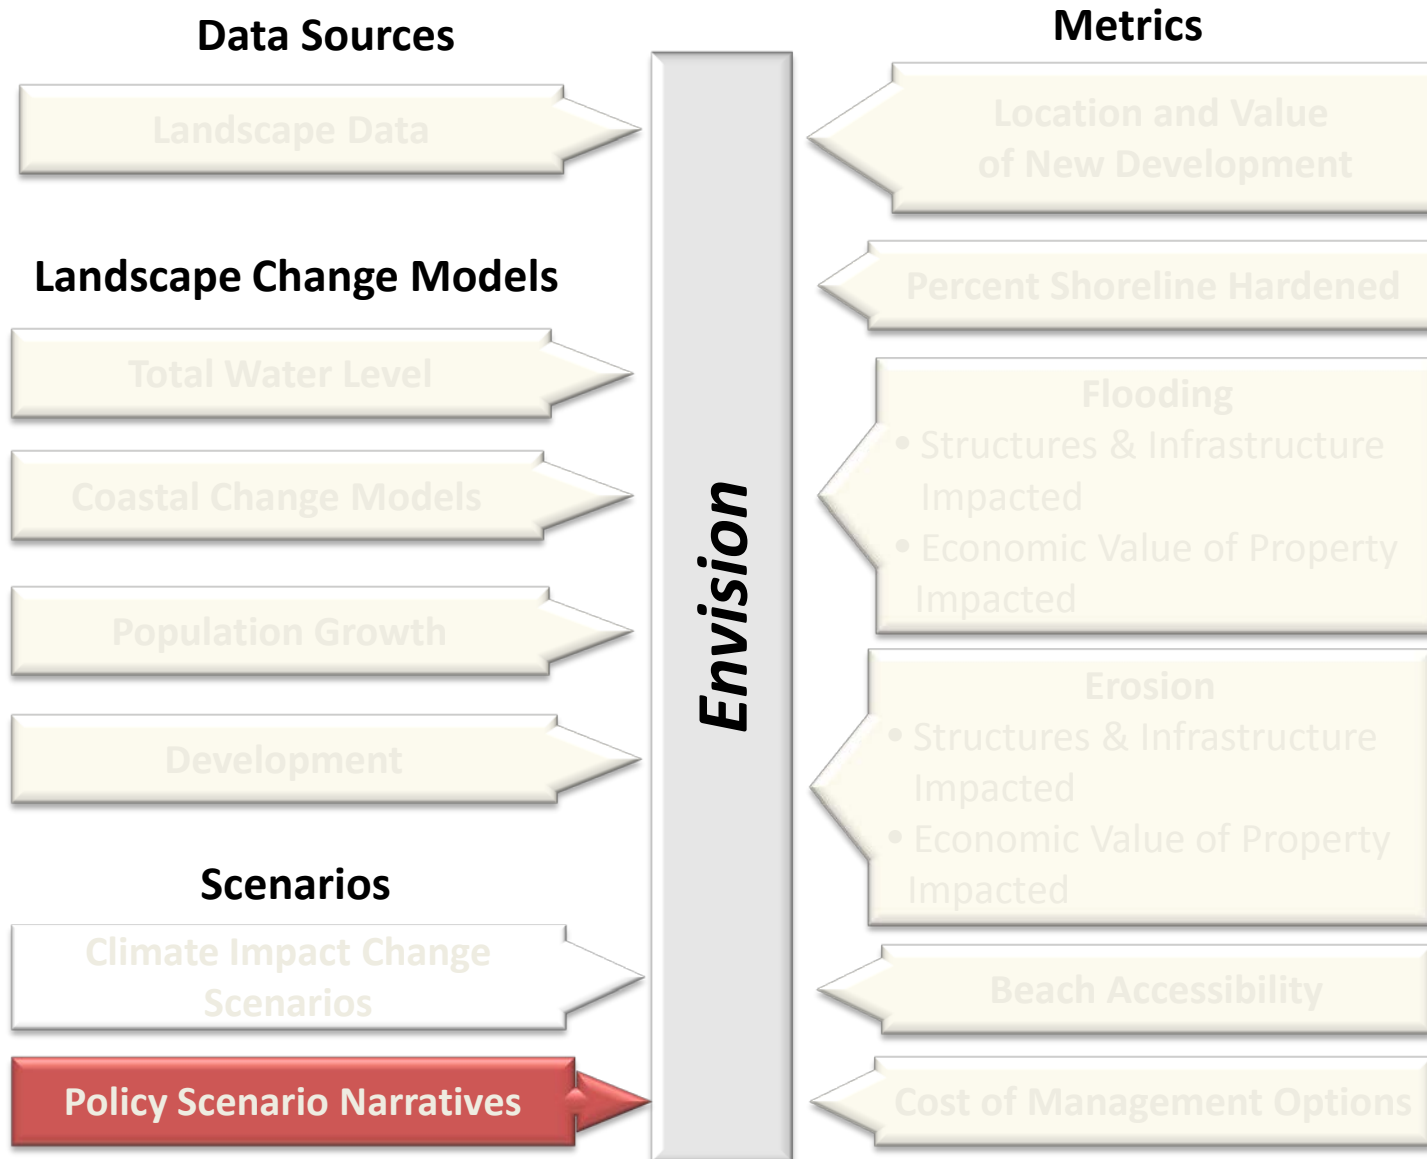 Data Sources
Landscape Data
Landscape Change Models
Total Water Level
Coastal Change Models
Population Growth
Development
Scenarios
Climate Impact Change
Scenarios
Policy Scenario Narratives
Envision
Metrics
Location and Value
of New Development
Percent Shoreline Hardened
Flooding
• Structures & Infrastructure
Impacted
• Economic Value of Property
Impacted
Erosion
• Structures & Infrastructure
Impacted
• Economic Value of Property
Impacted
Beach Accessibility
Cost of Management Options